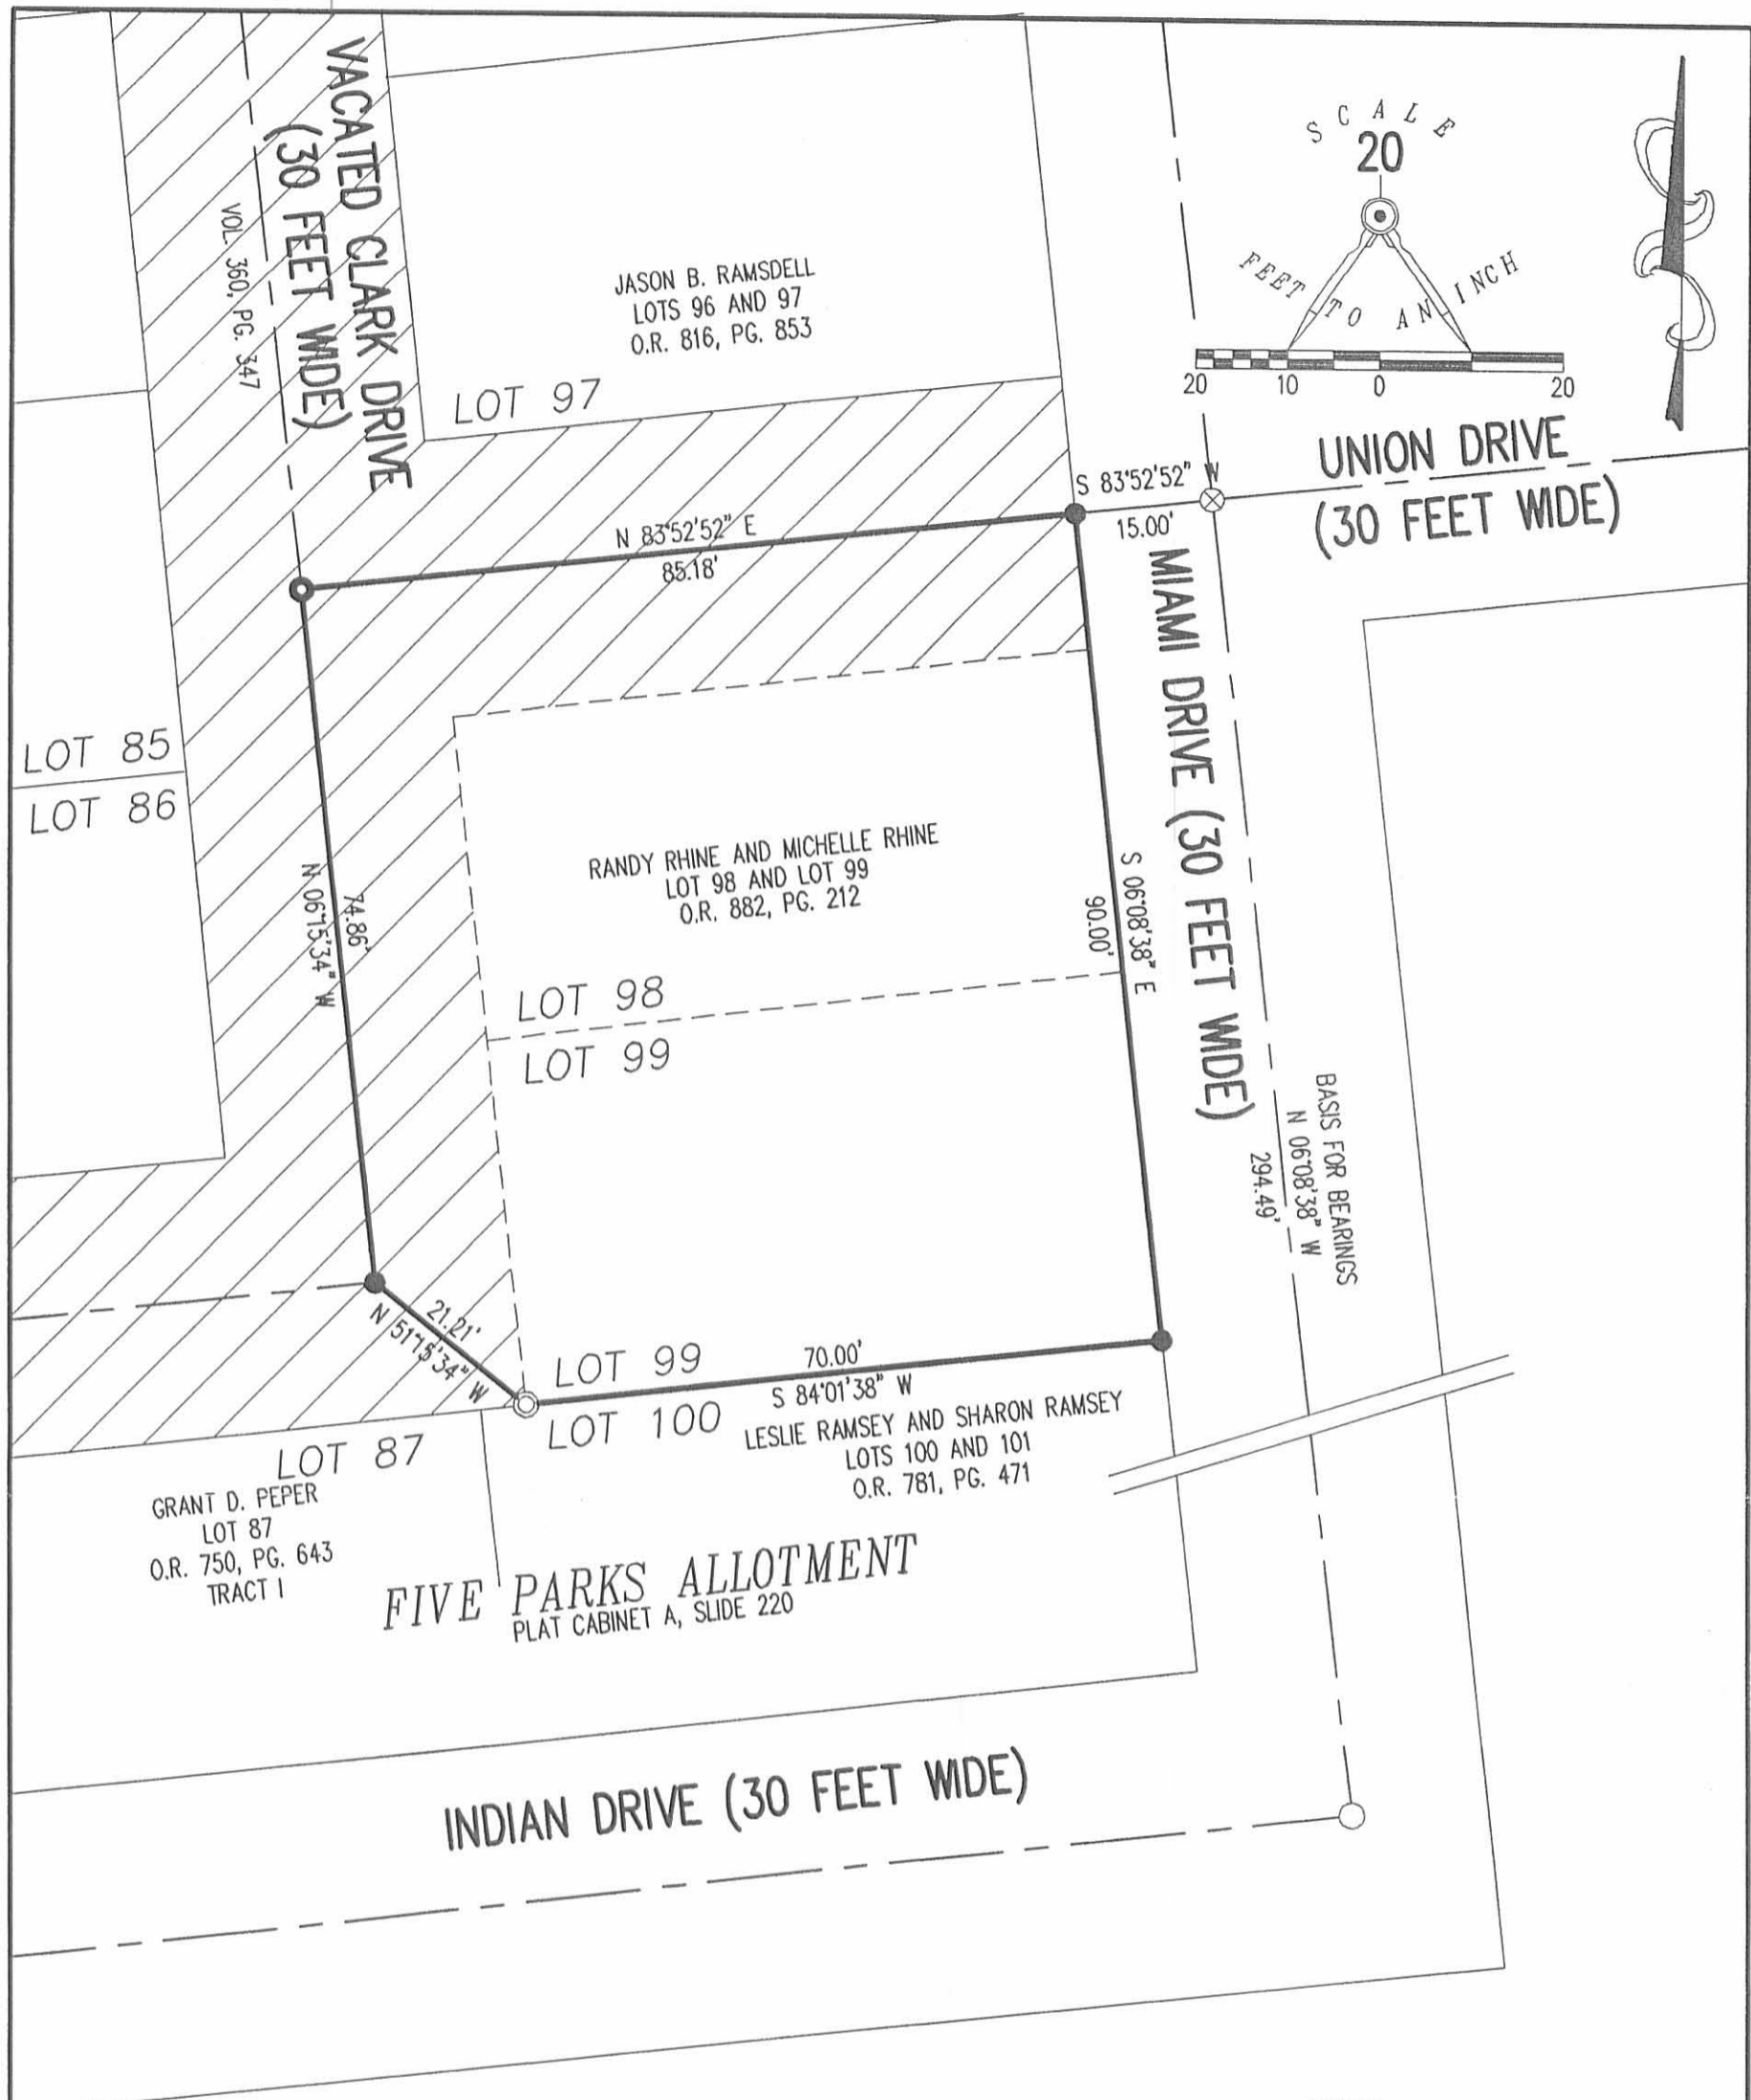 VACATED CLARK DRIVE
(30 FEET WIDE)
VOL. 360, PG. 347
JASON B. RAMSDELL
LOTS 96 AND 97
O.R. 816, PG. 853
LOT 97
SCALE
20
FEET TO AN INCH
20 10 0 20
UNION DRIVE
(30 FEET WIDE)
S 83°52'52" W
15.00'
N 83°52'52" E
85.18'
MIAMI DRIVE (30 FEET WIDE)
LOT 85
LOT 86
RANDY RHINE AND MICHELLE RHINE
LOT 98 AND LOT 99
O.R. 882, PG. 212
N 06°15'34" W
74.86'
S 06°08'38" E
90.00'
LOT 98
LOT 99
BASIS FOR BEARINGS
N 06°08'38" W
294.49'
21.21'
N 51°15'34" W
LOT 99
70.00'
S 84°01'38" W
LOT 100
LESLIE RAMSEY AND SHARON RAMSEY
LOTS 100 AND 101
O.R. 781, PG. 471
LOT 87
GRANT D. PEPER
LOT 87
O.R. 750, PG. 643
TRACT I
FIVE PARKS ALLOTMENT
PLAT CABINET A, SLIDE 220
INDIAN DRIVE (30 FEET WIDE)